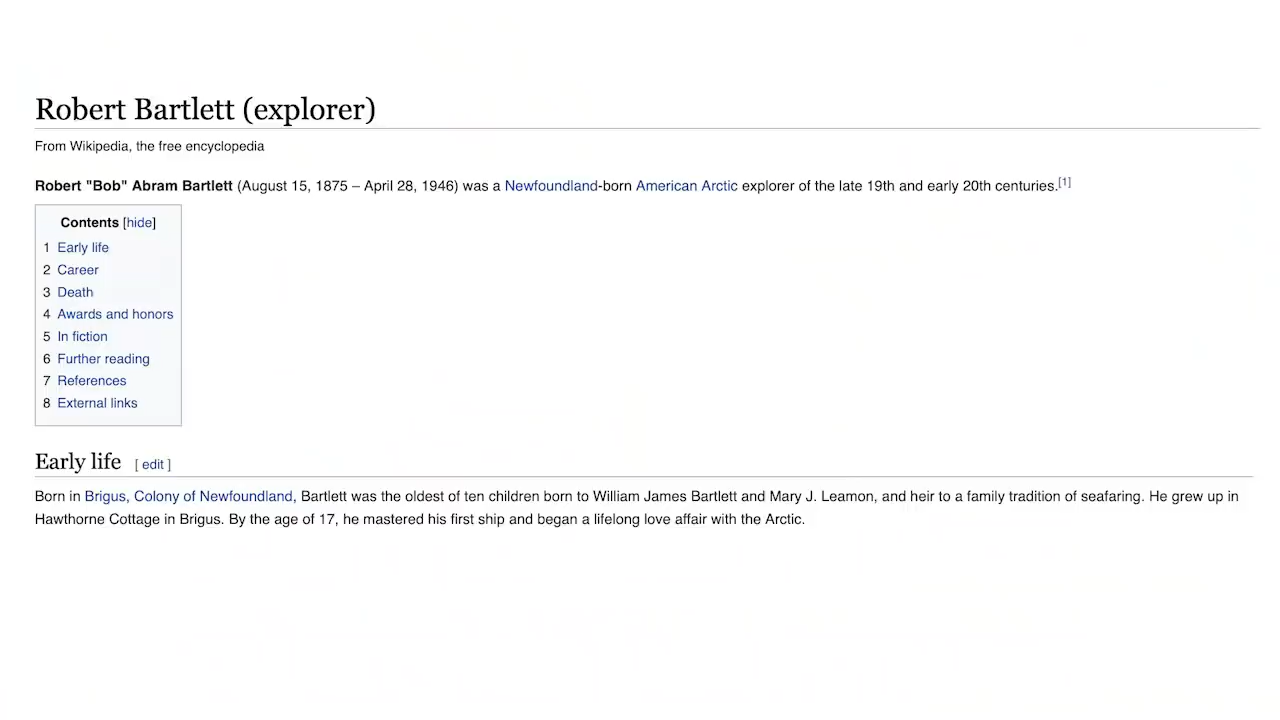 Robert Bartlett (explorer)
From Wikipedia, the free encyclopedia
Robert "Bob" Abram Bartlett (August 15, 1875 – April 28, 1946) was a Newfoundland-born American Arctic explorer of the late 19th and early 20th centuries.[1]
Contents [hide]
1 Early life
2 Career
3 Death
4 Awards and honors
5 In fiction
6 Further reading
7 References
8 External links
Early life [ edit ]
Born in Brigus, Colony of Newfoundland, Bartlett was the oldest of ten children born to William James Bartlett and Mary J. Leamon, and heir to a family tradition of seafaring. He grew up in
Hawthorne Cottage in Brigus. By the age of 17, he mastered his first ship and began a lifelong love affair with the Arctic.